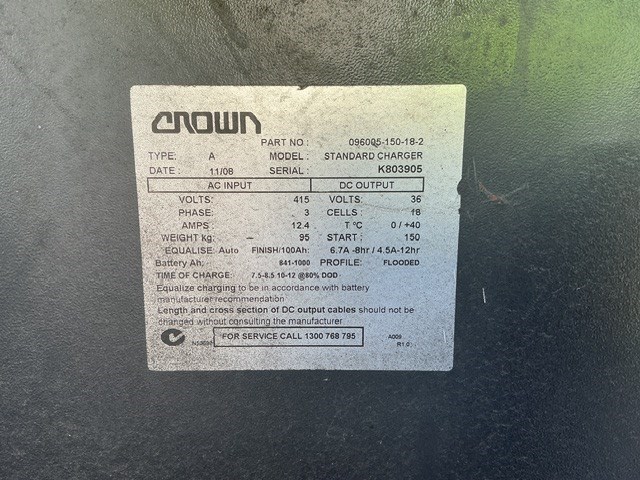 CROWN
PART NO : 096005-150-18-2
TYPE: A MODEL: STANDARD CHARGER
DATE : 11/08 SERIAL : K803905
AC INPUT DC OUTPUT
VOLTS: 415 VOLTS: 36
PHASE: 3 CELLS : 18
AMPS : 12.4 T °C 0 / +40
WEIGHT kg: – 95 START : 150
EQUALISE: Auto FINISH/100Ah: 6.7A -8hr / 4.5A-12hr
Battery Ah: 841-1000 PROFILE: FLOODED
TIME OF CHARGE: 7.5-8.5 10-12 @80% DOD
Equalize charging to be in accordance with battery
manufacturer recommendation
Length and cross section of DC output cables should not be
changed without consulting the manufacturer
FOR SERVICE CALL 1300 768 795
A009
R1.0